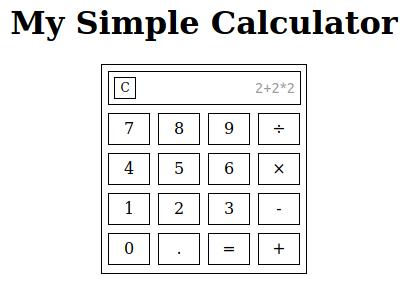 My Simple Calculator
C 2+2*2
7 8 9 ÷
4 5 6 ×
1 2 3 -
0 . = +